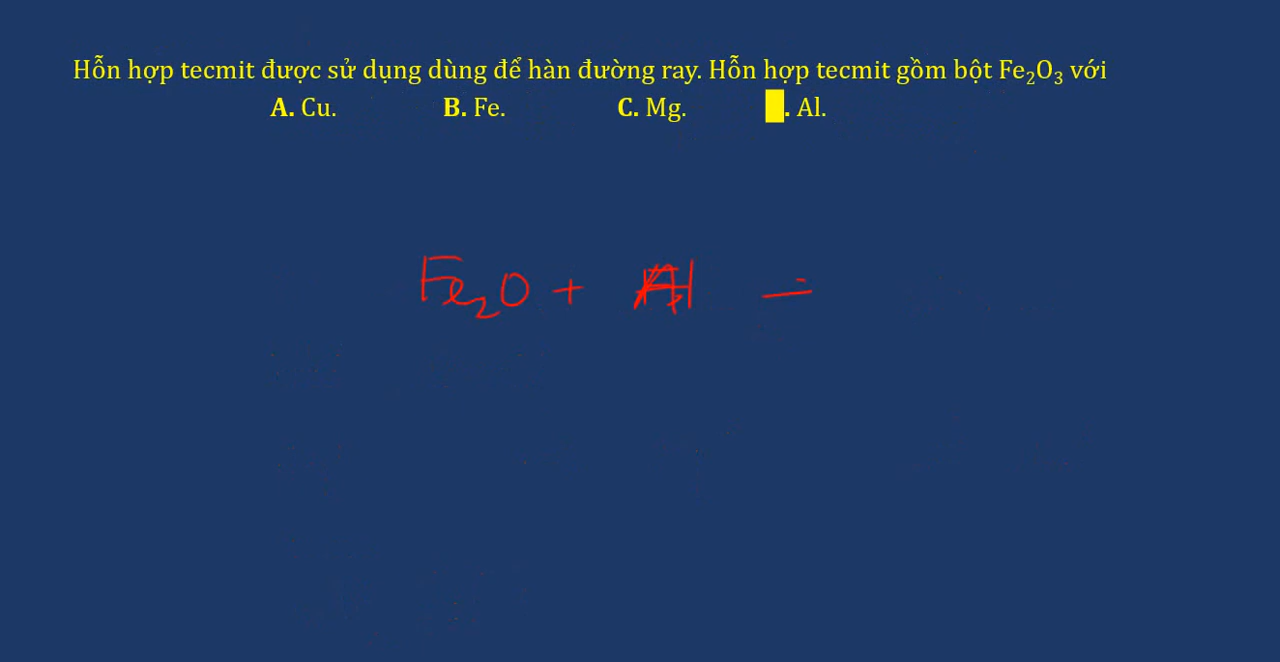 Hỗn hợp tecmit được sử dụng dùng để hàn đường ray. Hỗn hợp tecmit gồm bột Fe₂O₃ với
A. Cu. B. Fe. C. Mg. . Al.
Fe₂O + Al =